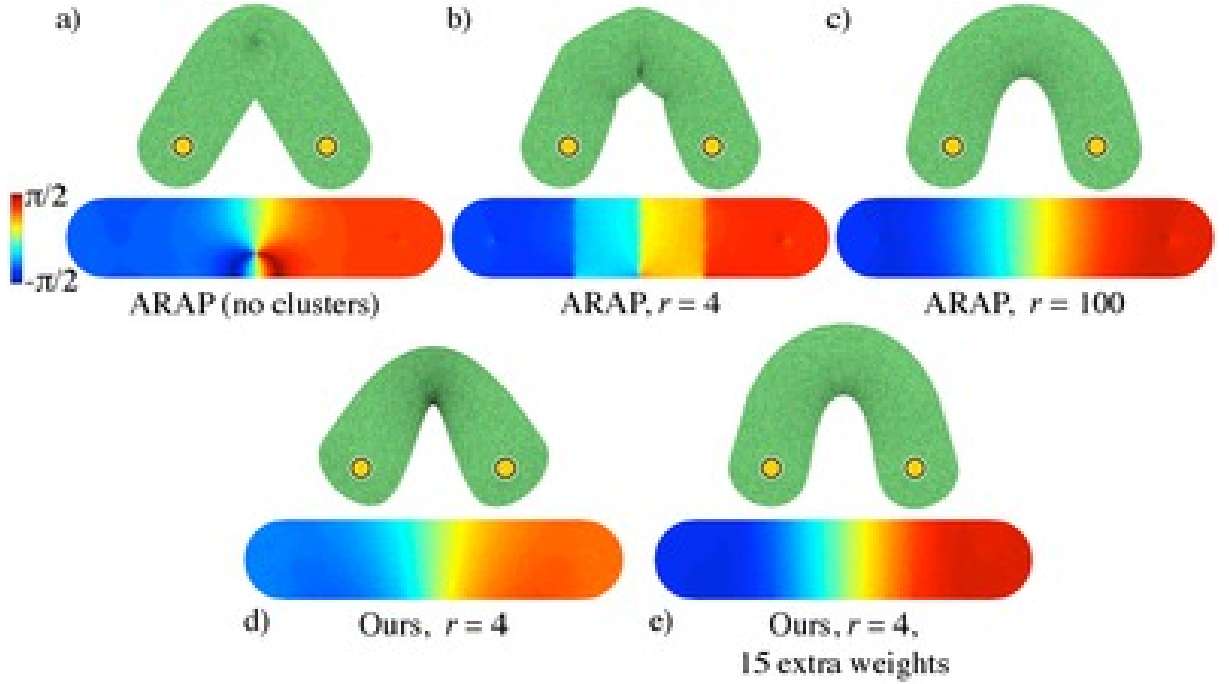 a)
b)
c)
π/2
-π/2
ARAP (no clusters)
ARAP, r = 4
ARAP, r = 100
d)
Ours, r = 4
e)
Ours, r = 4,
15 extra weights